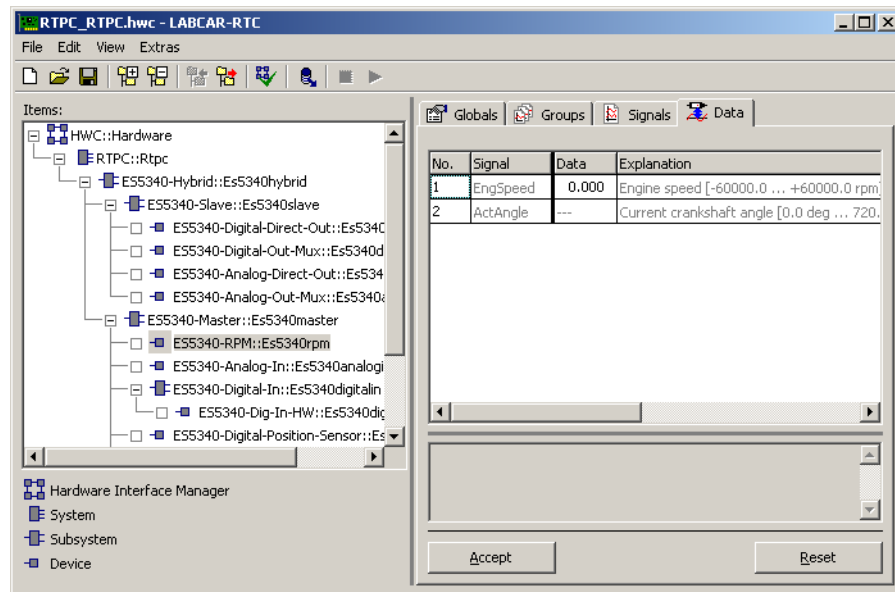 RTPC_RTPC.hwc - LABCAR-RTC
File Edit View Extras
Items:
HWC::Hardware
RTPC::Rtpc
ES5340-Hybrid::Es5340hybrid
ES5340-Slave::Es5340slave
ES5340-Digital-Direct-Out::Es534
ES5340-Digital-Out-Mux::Es5340d
ES5340-Analog-Direct-Out::Es534
ES5340-Analog-Out-Mux::Es5340a
ES5340-Master::Es5340master
ES5340-RPM::Es5340rpm
ES5340-Analog-In::Es5340analogi
ES5340-Digital-In::Es5340digitalin
ES5340-Dig-In-HW::Es5340dig
ES5340-Digital-Position-Sensor::Es
Hardware Interface Manager
System
Subsystem
Device
Globals Groups Signals Data
No. Signal Data Explanation
1 EngSpeed 0.000 Engine speed [-60000.0 ... +60000.0 rpm]
2 ActAngle --- Current crankshaft angle [0.0 deg ... 720.
Accept Reset